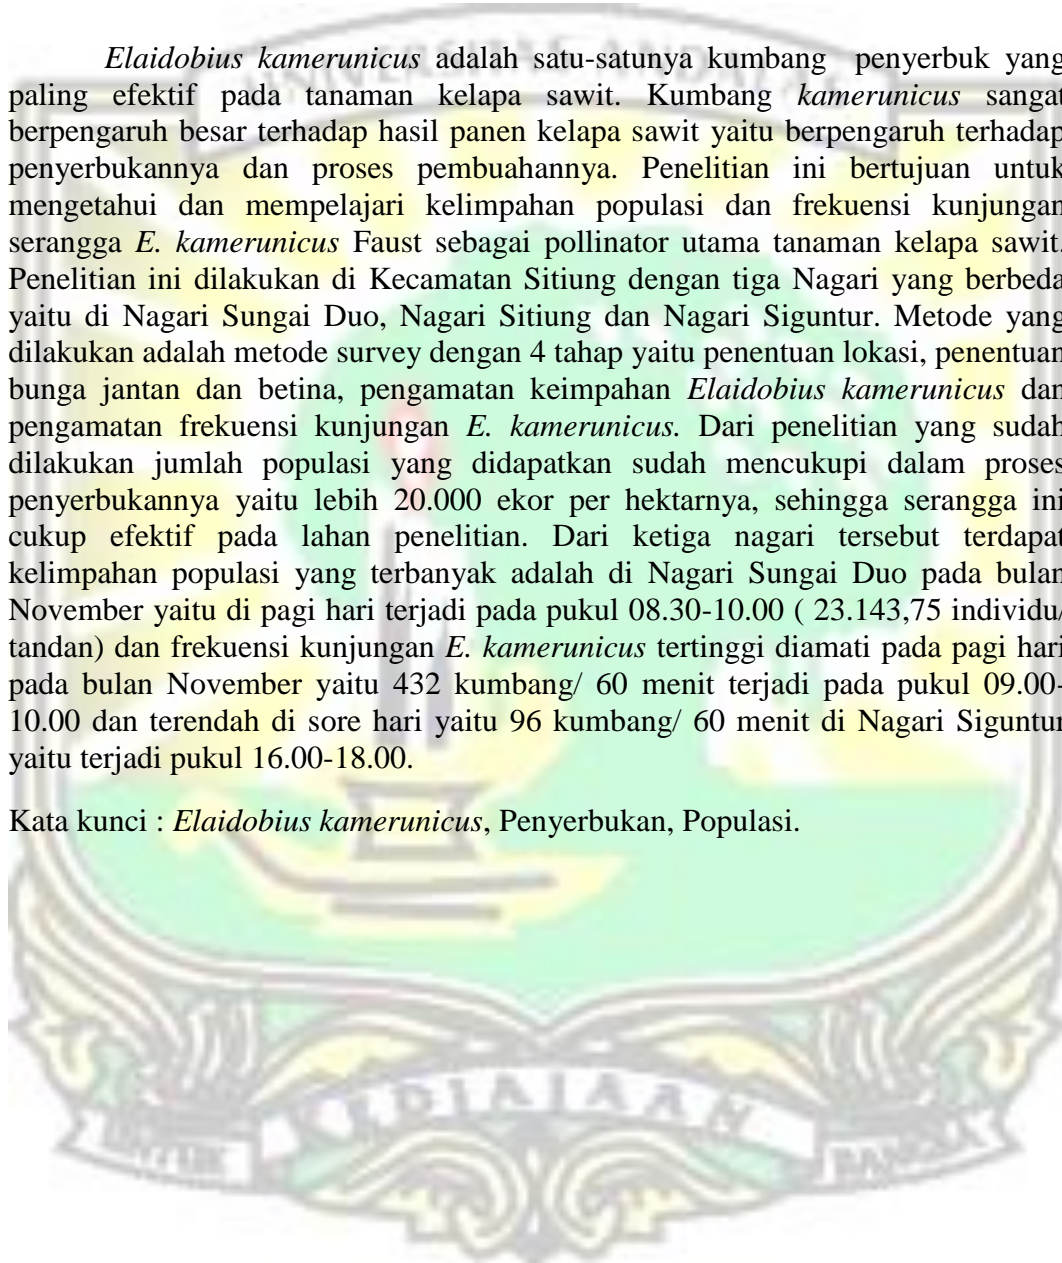 Elaidobius kamerunicus adalah satu-satunya kumbang penyerbuk yang
paling efektif pada tanaman kelapa sawit. Kumbang kamerunicus sangat
berpengaruh besar terhadap hasil panen kelapa sawit yaitu berpengaruh terhadap
penyerbukannya dan proses pembuahannya. Penelitian ini bertujuan untuk
mengetahui dan mempelajari kelimpahan populasi dan frekuensi kunjungan
serangga E. kamerunicus Faust sebagai pollinator utama tanaman kelapa sawit.
Penelitian ini dilakukan di Kecamatan Sitiung dengan tiga Nagari yang berbeda
yaitu di Nagari Sungai Duo, Nagari Sitiung dan Nagari Siguntur. Metode yang
dilakukan adalah metode survey dengan 4 tahap yaitu penentuan lokasi, penentuan
bunga jantan dan betina, pengamatan keimpahan Elaidobius kamerunicus dan
pengamatan frekuensi kunjungan E. kamerunicus. Dari penelitian yang sudah
dilakukan jumlah populasi yang didapatkan sudah mencukupi dalam proses
penyerbukannya yaitu lebih 20.000 ekor per hektarnya, sehingga serangga ini
cukup efektif pada lahan penelitian. Dari ketiga nagari tersebut terdapat
kelimpahan populasi yang terbanyak adalah di Nagari Sungai Duo pada bulan
November yaitu di pagi hari terjadi pada pukul 08.30-10.00 ( 23.143,75 individu/
tandan) dan frekuensi kunjungan E. kamerunicus tertinggi diamati pada pagi hari
pada bulan November yaitu 432 kumbang/ 60 menit terjadi pada pukul 09.00-
10.00 dan terendah di sore hari yaitu 96 kumbang/ 60 menit di Nagari Siguntur
yaitu terjadi pukul 16.00-18.00.
Kata kunci : Elaidobius kamerunicus, Penyerbukan, Populasi.
KEDJAJAAN
UNTUK
BANGSA